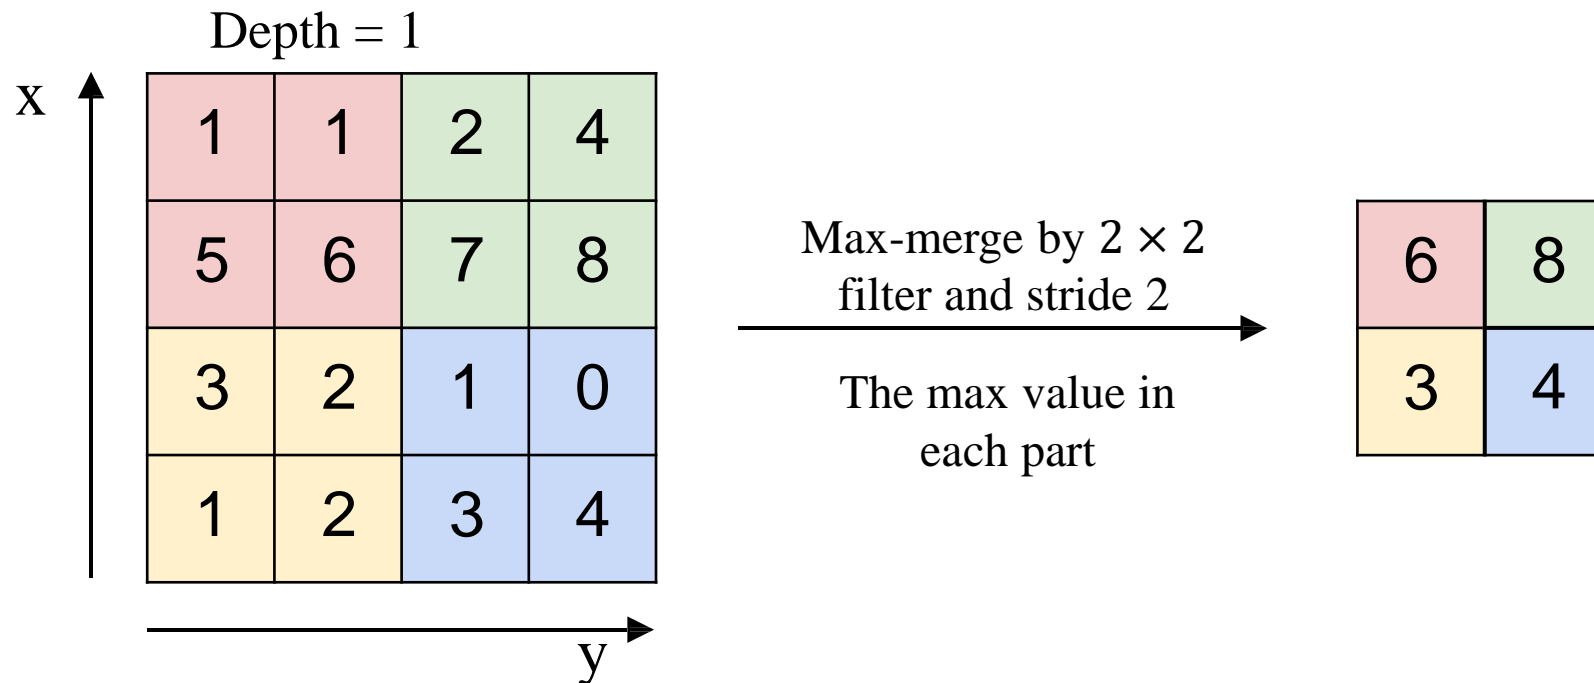 Depth = 1
x
1 1 2 4
5 6 7 8
3 2 1 0
1 2 3 4
y
Max-merge by 2 × 2
filter and stride 2
The max value in
each part
6 8
3 4